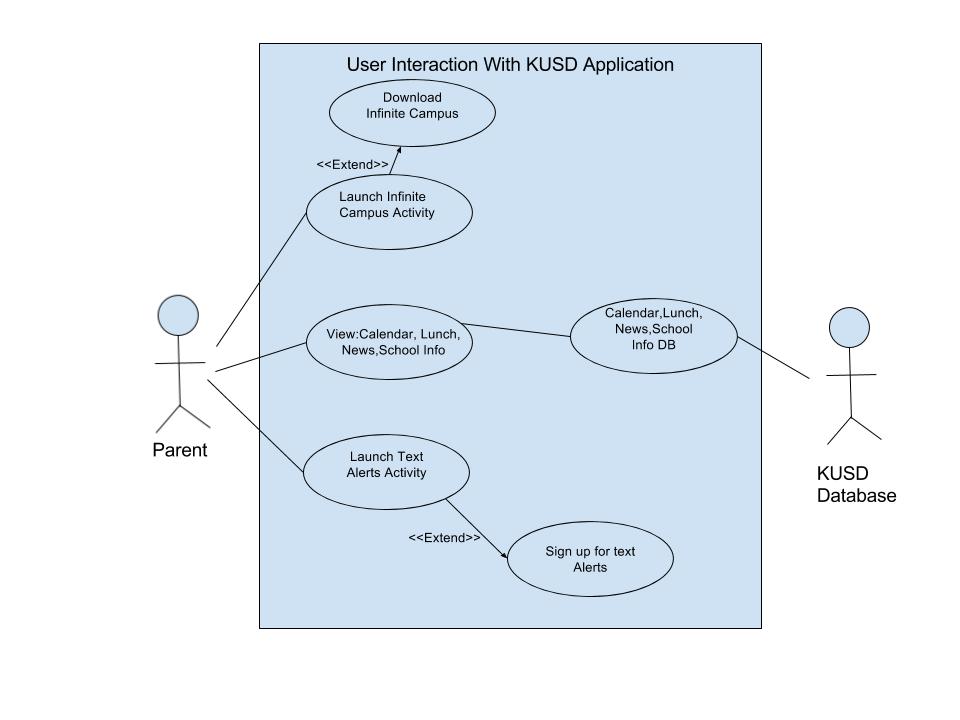 User Interaction With KUSD Application
Download
Infinite Campus
<<Extend>>
Launch Infinite
Campus Activity
View:Calendar, Lunch,
News,School Info
Calendar,Lunch,
News,School
Info DB
Parent
Launch Text
Alerts Activity
KUSD
Database
<<Extend>>
Sign up for text
Alerts